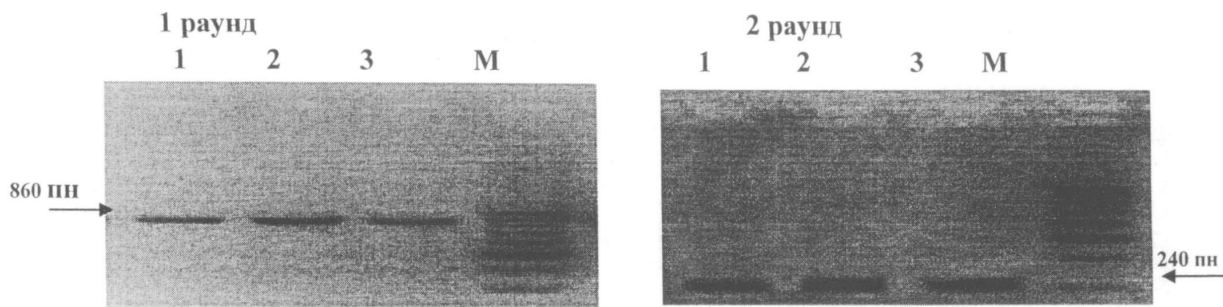 1 раунд
1 2 3 М
860 пн
2 раунд
1 2 3 М
240 пн